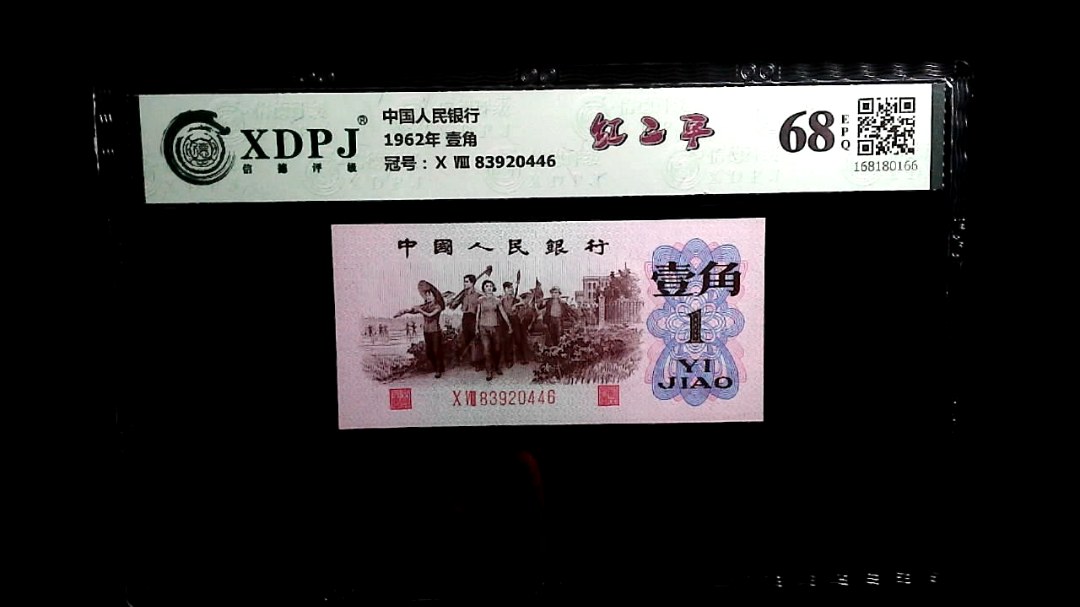 XDPJ®
信德评级
中国人民银行
1962年 壹角
冠号：X Ⅷ 83920446
红二平
68
EPQ
168180166
中國人民銀行
壹角
1
YI
JIAO
X Ⅷ 83920446